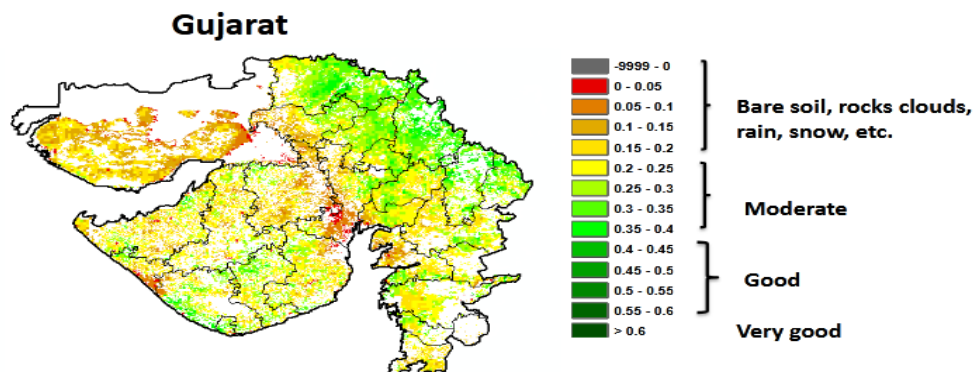 Gujarat
-9999 - 0
0 - 0.05
0.05 - 0.1
0.1 - 0.15
0.15 - 0.2
0.2 - 0.25
0.25 - 0.3
0.3 - 0.35
0.35 - 0.4
0.4 - 0.45
0.45 - 0.5
0.5 - 0.55
0.55 - 0.6
> 0.6
Bare soil, rocks clouds,
rain, snow, etc.
Moderate
Good
Very good